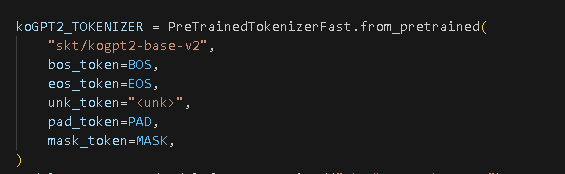 koGPT2_TOKENIZER = PreTrainedTokenizerFast.from_pretrained(
"skt/kogpt2-base-v2",
bos_token=BOS,
eos_token=EOS,
unk_token="<unk>",
pad_token=PAD,
mask_token=MASK,
)